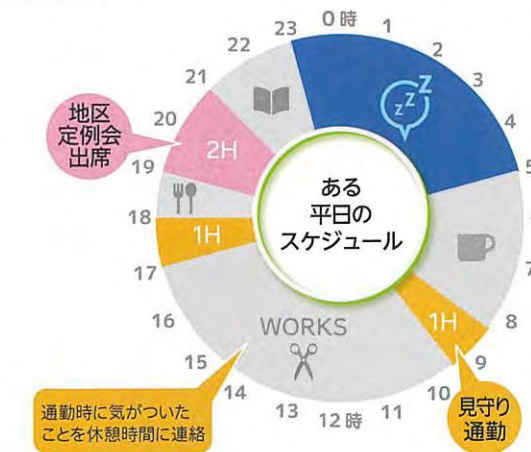 0時
1
2
3
4
5
7
8
9
10
11
12時
13
14
15
16
17
18
19
20
21
22
23
z
z
z
Z
地区
定例会
出席
2H
1H
ある
平日の
スケジュール
WORKS
1H
見守り
通勤
通勤時に気がついた
ことを休憩時間に連絡